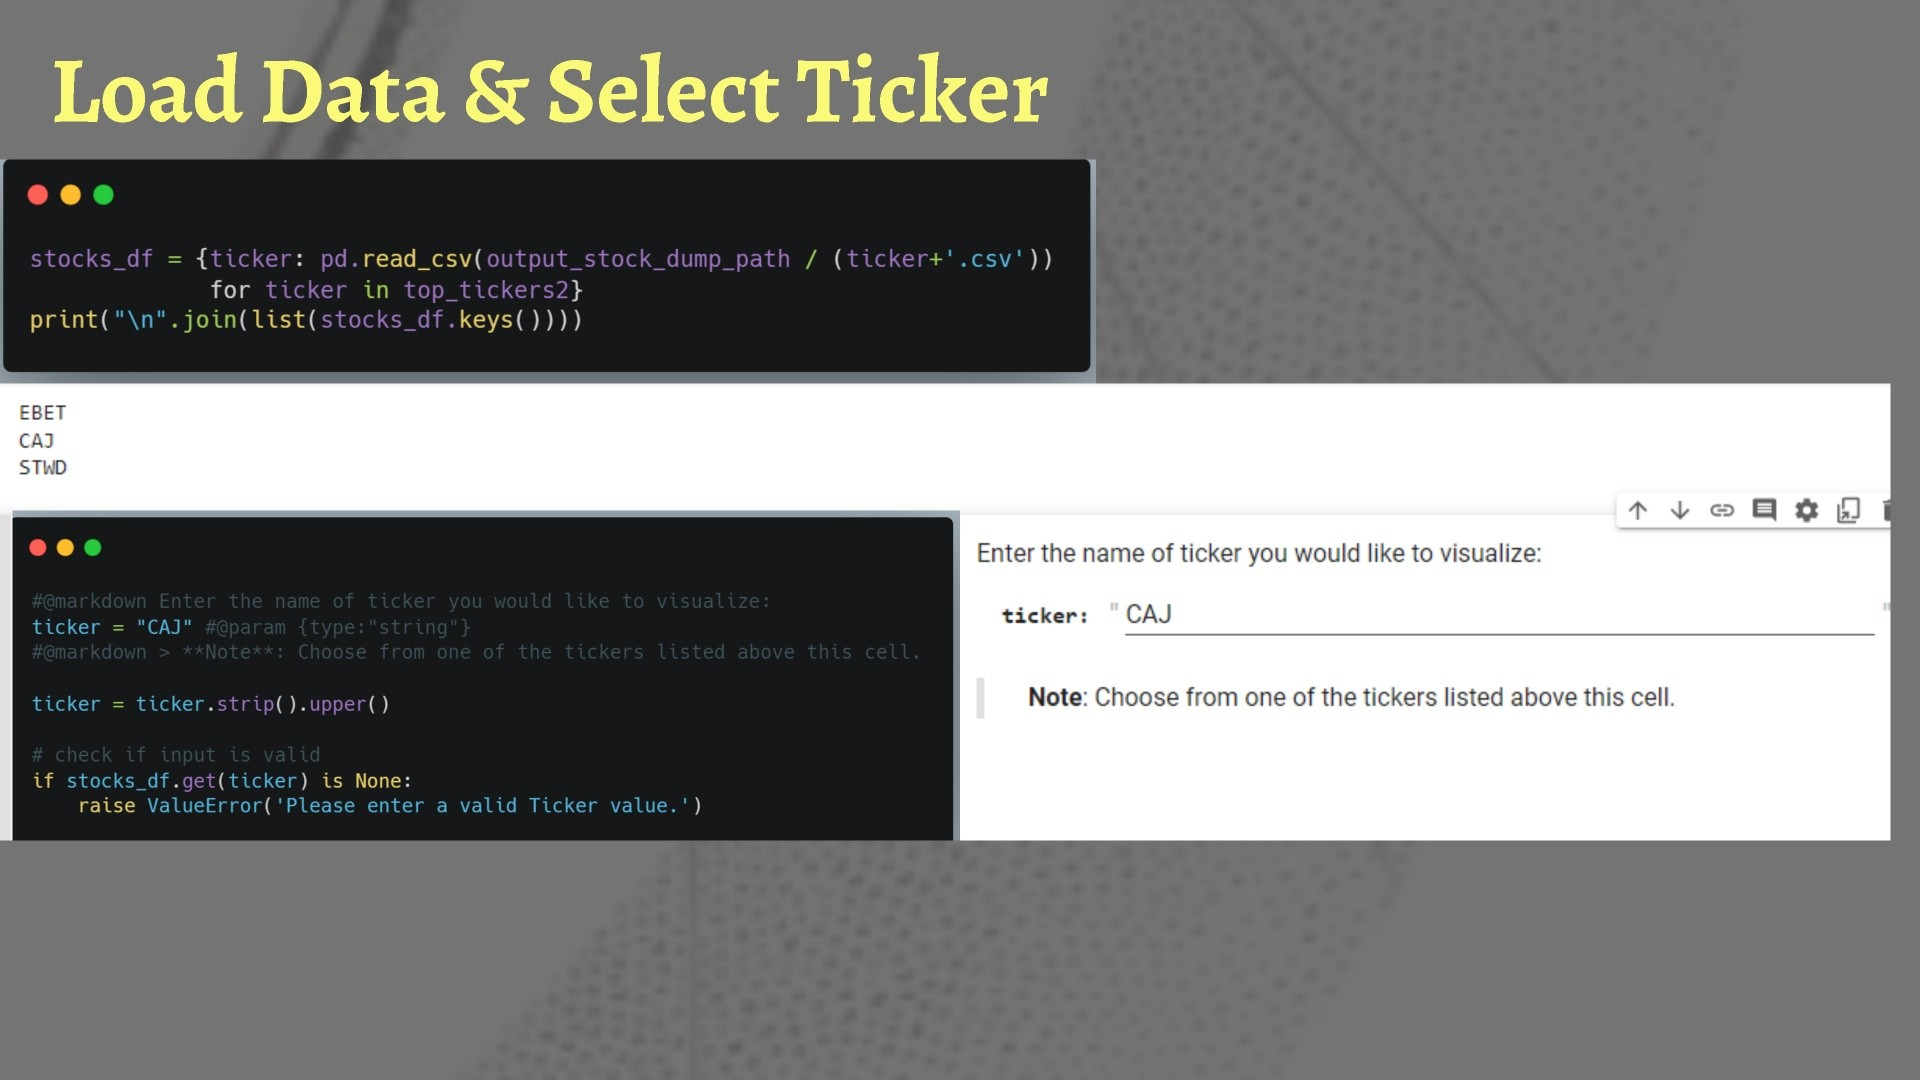 Load Data & Select Ticker
stocks_df = {ticker: pd.read_csv(output_stock_dump_path / (ticker+'.csv'))
for ticker in top_tickers2}
print("\n".join(list(stocks_df.keys())))
EBET
CAJ
STWD
#@markdown Enter the name of ticker you would like to visualize:
ticker = "CAJ" #@param {type:"string"}
#@markdown > **Note**: Choose from one of the tickers listed above this cell.
ticker = ticker.strip().upper()
# check if input is valid
if stocks_df.get(ticker) is None:
raise ValueError('Please enter a valid Ticker value.')
Enter the name of ticker you would like to visualize:
ticker: " CAJ "
Note: Choose from one of the tickers listed above this cell.